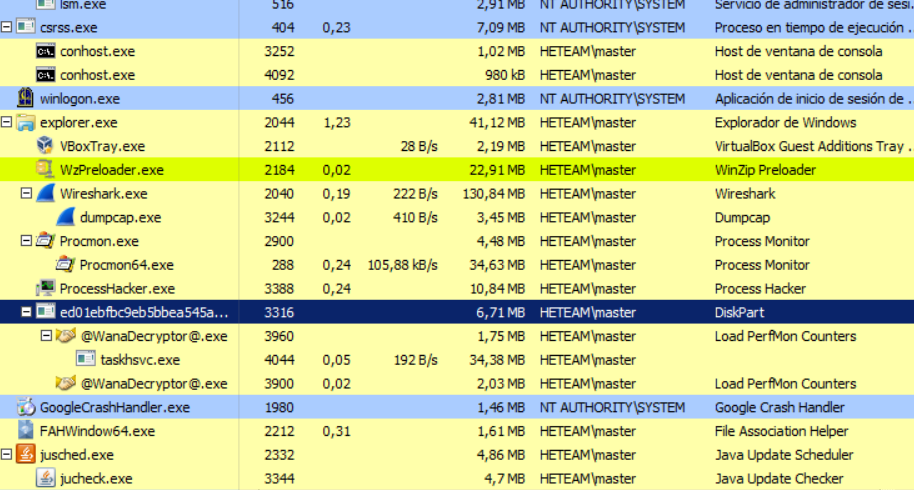 lsm.exe 516 2,91 MB NT AUTHORITY\SYSTEM Servicio de administrador de sesi.
csrss.exe 404 0,23 7,09 MB NT AUTHORITY\SYSTEM Proceso en tiempo de ejecución .
conhost.exe 3252 1,02 MB HETEAM\master Host de ventana de consola
conhost.exe 4092 980 kB HETEAM\master Host de ventana de consola
winlogon.exe 456 2,81 MB NT AUTHORITY\SYSTEM Aplicación de inicio de sesión de .
explorer.exe 2044 1,23 41,12 MB HETEAM\master Explorador de Windows
VBoxTray.exe 2112 28 B/s 2,19 MB HETEAM\master VirtualBox Guest Additions Tray .
WzPreloader.exe 2184 0,02 22,91 MB HETEAM\master WinZip Preloader
Wireshark.exe 2040 0,19 222 B/s 130,84 MB HETEAM\master Wireshark
dumpcap.exe 3244 0,02 410 B/s 3,45 MB HETEAM\master Dumpcap
Procmon.exe 2900 4,48 MB HETEAM\master Process Monitor
Procmon64.exe 288 0,24 105,88 kB/s 34,63 MB HETEAM\master Process Monitor
ProcessHacker.exe 3388 0,24 10,84 MB HETEAM\master Process Hacker
ed01ebfbc9eb5bbea545a... 3316 6,71 MB HETEAM\master DiskPart
@WanaDecryptor@.exe 3960 1,75 MB HETEAM\master Load PerfMon Counters
taskhsvc.exe 4044 0,05 192 B/s 34,38 MB HETEAM\master
@WanaDecryptor@.exe 3900 0,02 2,03 MB HETEAM\master Load PerfMon Counters
GoogleCrashHandler.exe 1980 1,46 MB NT AUTHORITY\SYSTEM Google Crash Handler
FAHWindow64.exe 2212 0,31 1,61 MB HETEAM\master File Association Helper
jusched.exe 2332 4,86 MB HETEAM\master Java Update Scheduler
jucheck.exe 3344 4,7 MB HETEAM\master Java Update Checker